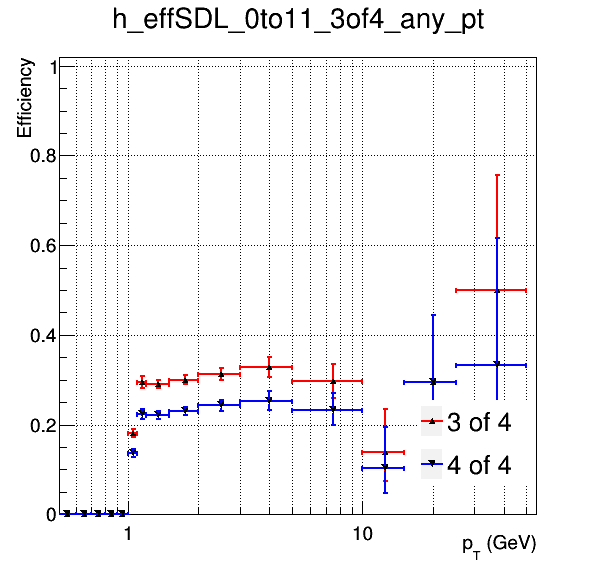 h_effSDL_0to11_3of4_any_pt
Efficiency
1
0.8
0.6
0.4
0.2
0
3 of 4
4 of 4
1
10
p_T (GeV)